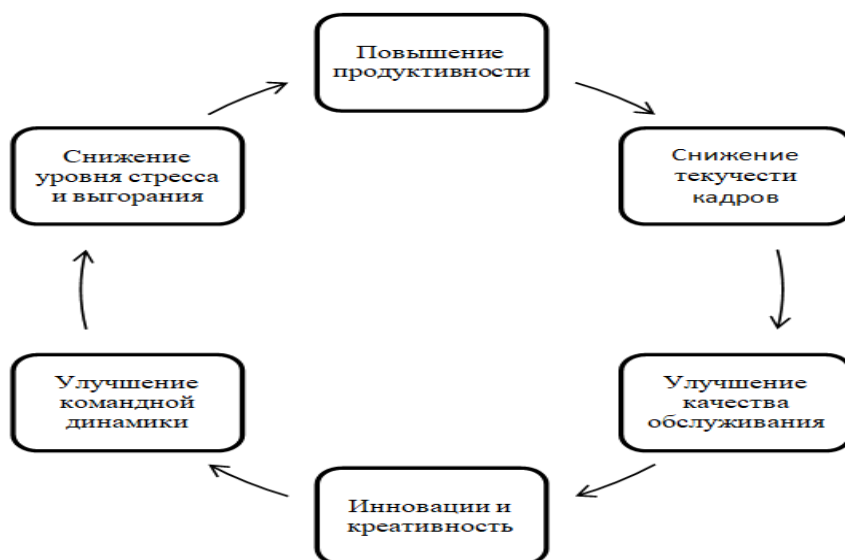 Повышение
продуктивности
Снижение
текучести
кадров
Улучшение
качества
обслуживания
Инновации и
креативность
Улучшение
командной
динамики
Снижение
уровня стресса
и выгорания